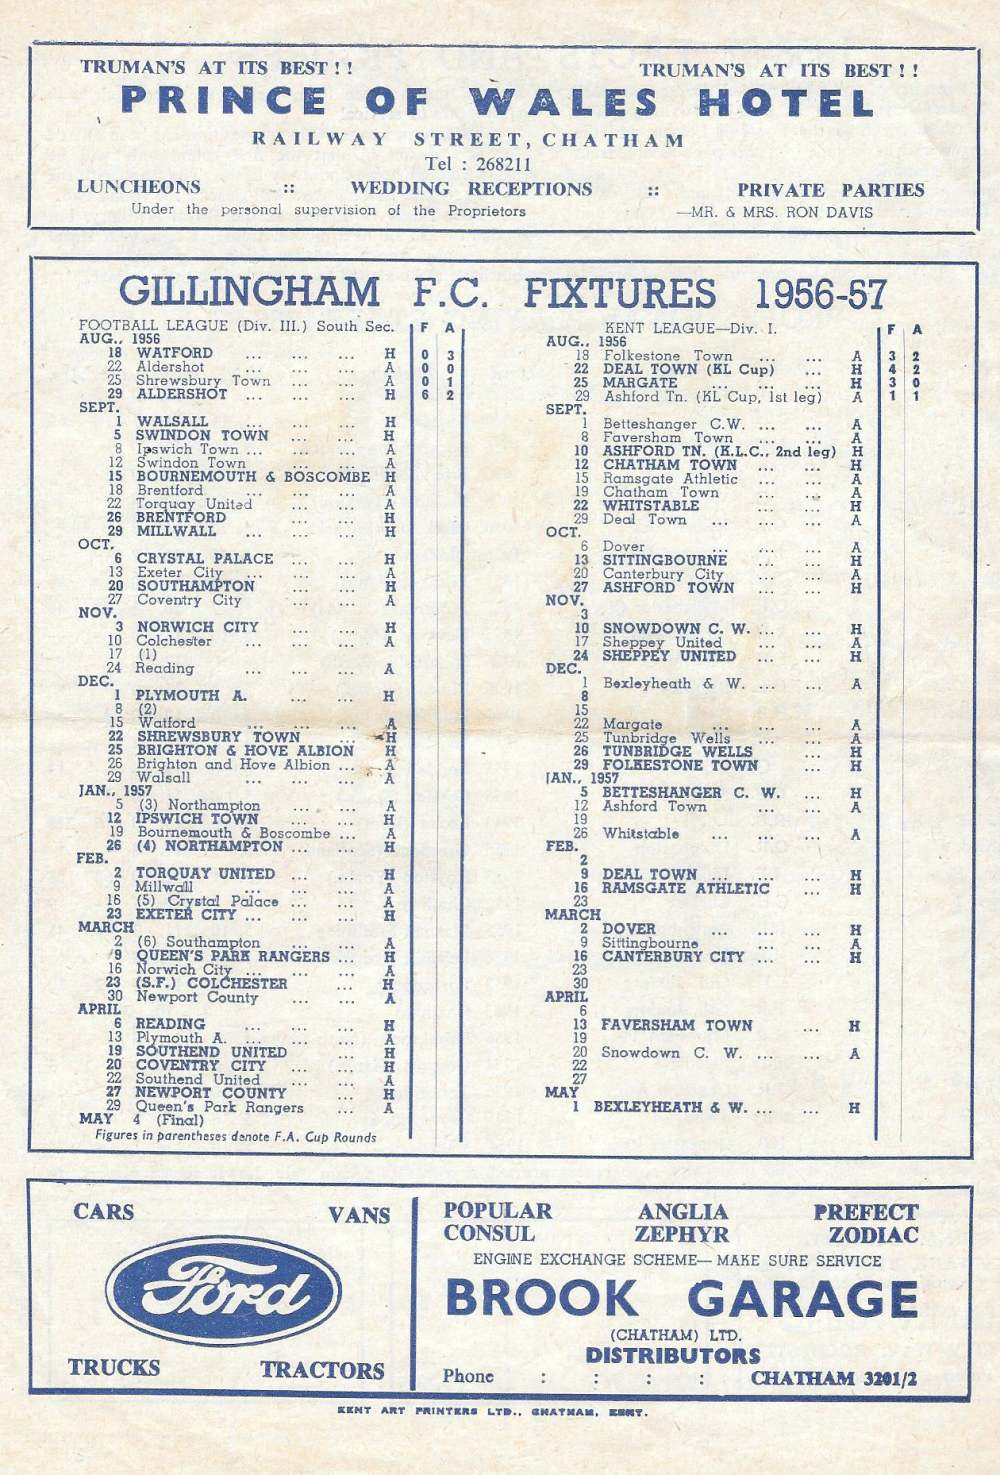 TRUMAN'S AT ITS BEST ! ! TRUMAN'S AT ITS BEST ! !
PRINCE OF WALES HOTEL
RAILWAY STREET, CHATHAM
Tel : 268211
LUNCHEONS :: WEDDING RECEPTIONS :: PRIVATE PARTIES
Under the personal supervision of the Proprietors —MR. & MRS. RON DAVIS
GILLINGHAM F.C. FIXTURES 1956-57
FOOTBALL LEAGUE (Div. III.) South Sec. F A
AUG., 1956
18 WATFORD ... ... ... H 0 3
22 Aldershot ... ... ... A 0 0
25 Shrewsbury Town ... ... A 0 1
29 ALDERSHOT ... ... ... H 6 2
SEPT.
1 WALSALL ... ... ... H
5 SWINDON TOWN ... ... H
8 Ipswich Town ... ... ... A
12 Swindon Town ... ... A
15 BOURNEMOUTH & BOSCOMBE H
18 Brentford ... ... ... A
22 Torquay United ... ... A
26 BRENTFORD ... ... H
29 MILLWALL ... ... ... H
OCT.
6 CRYSTAL PALACE ... ... H
13 Exeter City ... ... ... A
20 SOUTHAMPTON ... ... H
27 Coventry City ... ... A
NOV.
3 NORWICH CITY ... ... H
10 Colchester ... ... ... A
17 (1)
24 Reading ... ... ... A
DEC.
1 PLYMOUTH A. ... ... H
8 (2)
15 Watford ... ... ... A
22 SHREWSBURY TOWN ... H
25 BRIGHTON & HOVE ALBION H
26 Brighton and Hove Albion ... A
29 Walsall ... ... ... A
JAN., 1957
5 (3) Northampton ... ... A
12 IPSWICH TOWN ... ... H
19 Bournemouth & Boscombe ... A
26 (4) NORTHAMPTON ... ... H
FEB.
2 TORQUAY UNITED ... ... H
9 Millwall ... ... ... A
16 (5) Crystal Palace ... ... A
23 EXETER CITY ... ... ... H
MARCH
2 (6) Southampton ... ... A
9 QUEEN'S PARK RANGERS ... H
16 Norwich City ... ... ... A
23 (S.F.) COLCHESTER ... H
30 Newport County ... ... A
APRIL
6 READING ... ... ... H
13 Plymouth A. ... ... ... A
19 SOUTHEND UNITED ... H
20 COVENTRY CITY ... ... H
22 Southend United ... ... A
27 NEWPORT COUNTY ... H
29 Queen's Park Rangers ... A
MAY 4 (Final)
Figures in parentheses denote F.A. Cup Rounds
KENT LEAGUE—Div. I. F A
AUG., 1956
18 Folkestone Town ... ... A 3 2
22 DEAL TOWN (KL Cup) ... H 4 2
25 MARGATE ... ... ... H 3 0
29 Ashford Tn. (KL Cup, 1st leg) A 1 1
SEPT.
1 Betteshanger C.W. ... ... A
8 Faversham Town ... ... A
10 ASHFORD TN. (K.L.C., 2nd leg) H
12 CHATHAM TOWN ... ... H
15 Ramsgate Athletic ... ... A
19 Chatham Town ... ... A
22 WHITSTABLE ... ... H
29 Deal Town ... ... ... A
OCT.
6 Dover ... ... ... A
13 SITTINGBOURNE ... ... H
20 Canterbury City ... ... A
27 ASHFORD TOWN ... ... H
NOV.
3
10 SNOWDOWN C. W. ... ... H
17 Sheppey United ... ... A
24 SHEPPEY UNITED ... ... H
DEC.
1 Bexleyheath & W. ... ... A
8
15
22 Margate ... ... ... A
25 Tunbridge Wells ... ... A
26 TUNBRIDGE WELLS ... H
29 FOLKESTONE TOWN ... H
JAN., 1957
5 BETTESHANGER C. W. ... H
12 Ashford Town ... ... A
19
26 Whitstable ... ... ... A
FEB.
2
9 DEAL TOWN ... ... ... H
16 RAMSGATE ATHLETIC ... H
23
MARCH
2 DOVER ... ... ... H
9 Sittingbourne ... ... A
16 CANTERBURY CITY ... ... H
23
30
APRIL
6
13 FAVERSHAM TOWN ... H
19
20 Snowdown C. W. ... ... A
22
27
MAY
1 BEXLEYHEATH & W. ... ... H
CARS VANS
Ford
TRUCKS TRACTORS
POPULAR ANGLIA PREFECT
CONSUL ZEPHYR ZODIAC
ENGINE EXCHANGE SCHEME— MAKE SURE SERVICE
BROOK GARAGE
(CHATHAM) LTD.
DISTRIBUTORS
Phone : : : : CHATHAM 3201/2
KENT ART PRINTERS LTD., CHATHAM, KENT.